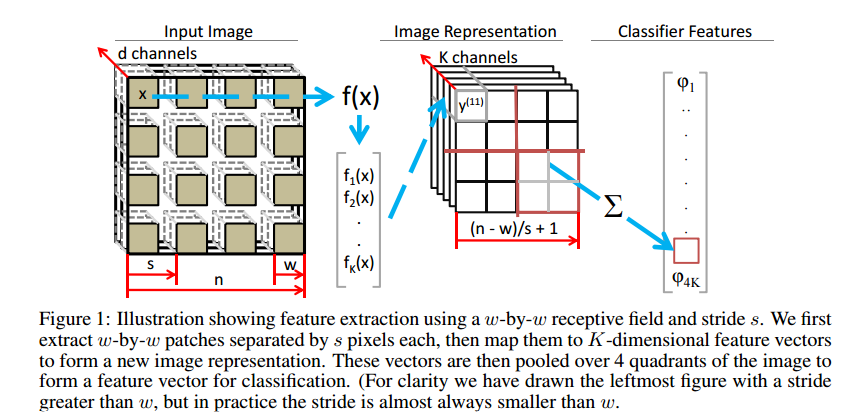 Input Image
Image Representation
Classifier Features
d channels
K channels
x
f(x)
f1(x)
f2(x)
.
.
fK(x)
y(11)
Σ
φ1
..
.
.
.
.
φ4K
s
w
n
(n - w)/s + 1
Figure 1: Illustration showing feature extraction using a w-by-w receptive field and stride s. We first
extract w-by-w patches separated by s pixels each, then map them to K-dimensional feature vectors
to form a new image representation. These vectors are then pooled over 4 quadrants of the image to
form a feature vector for classification. (For clarity we have drawn the leftmost figure with a stride
greater than w, but in practice the stride is almost always smaller than w.